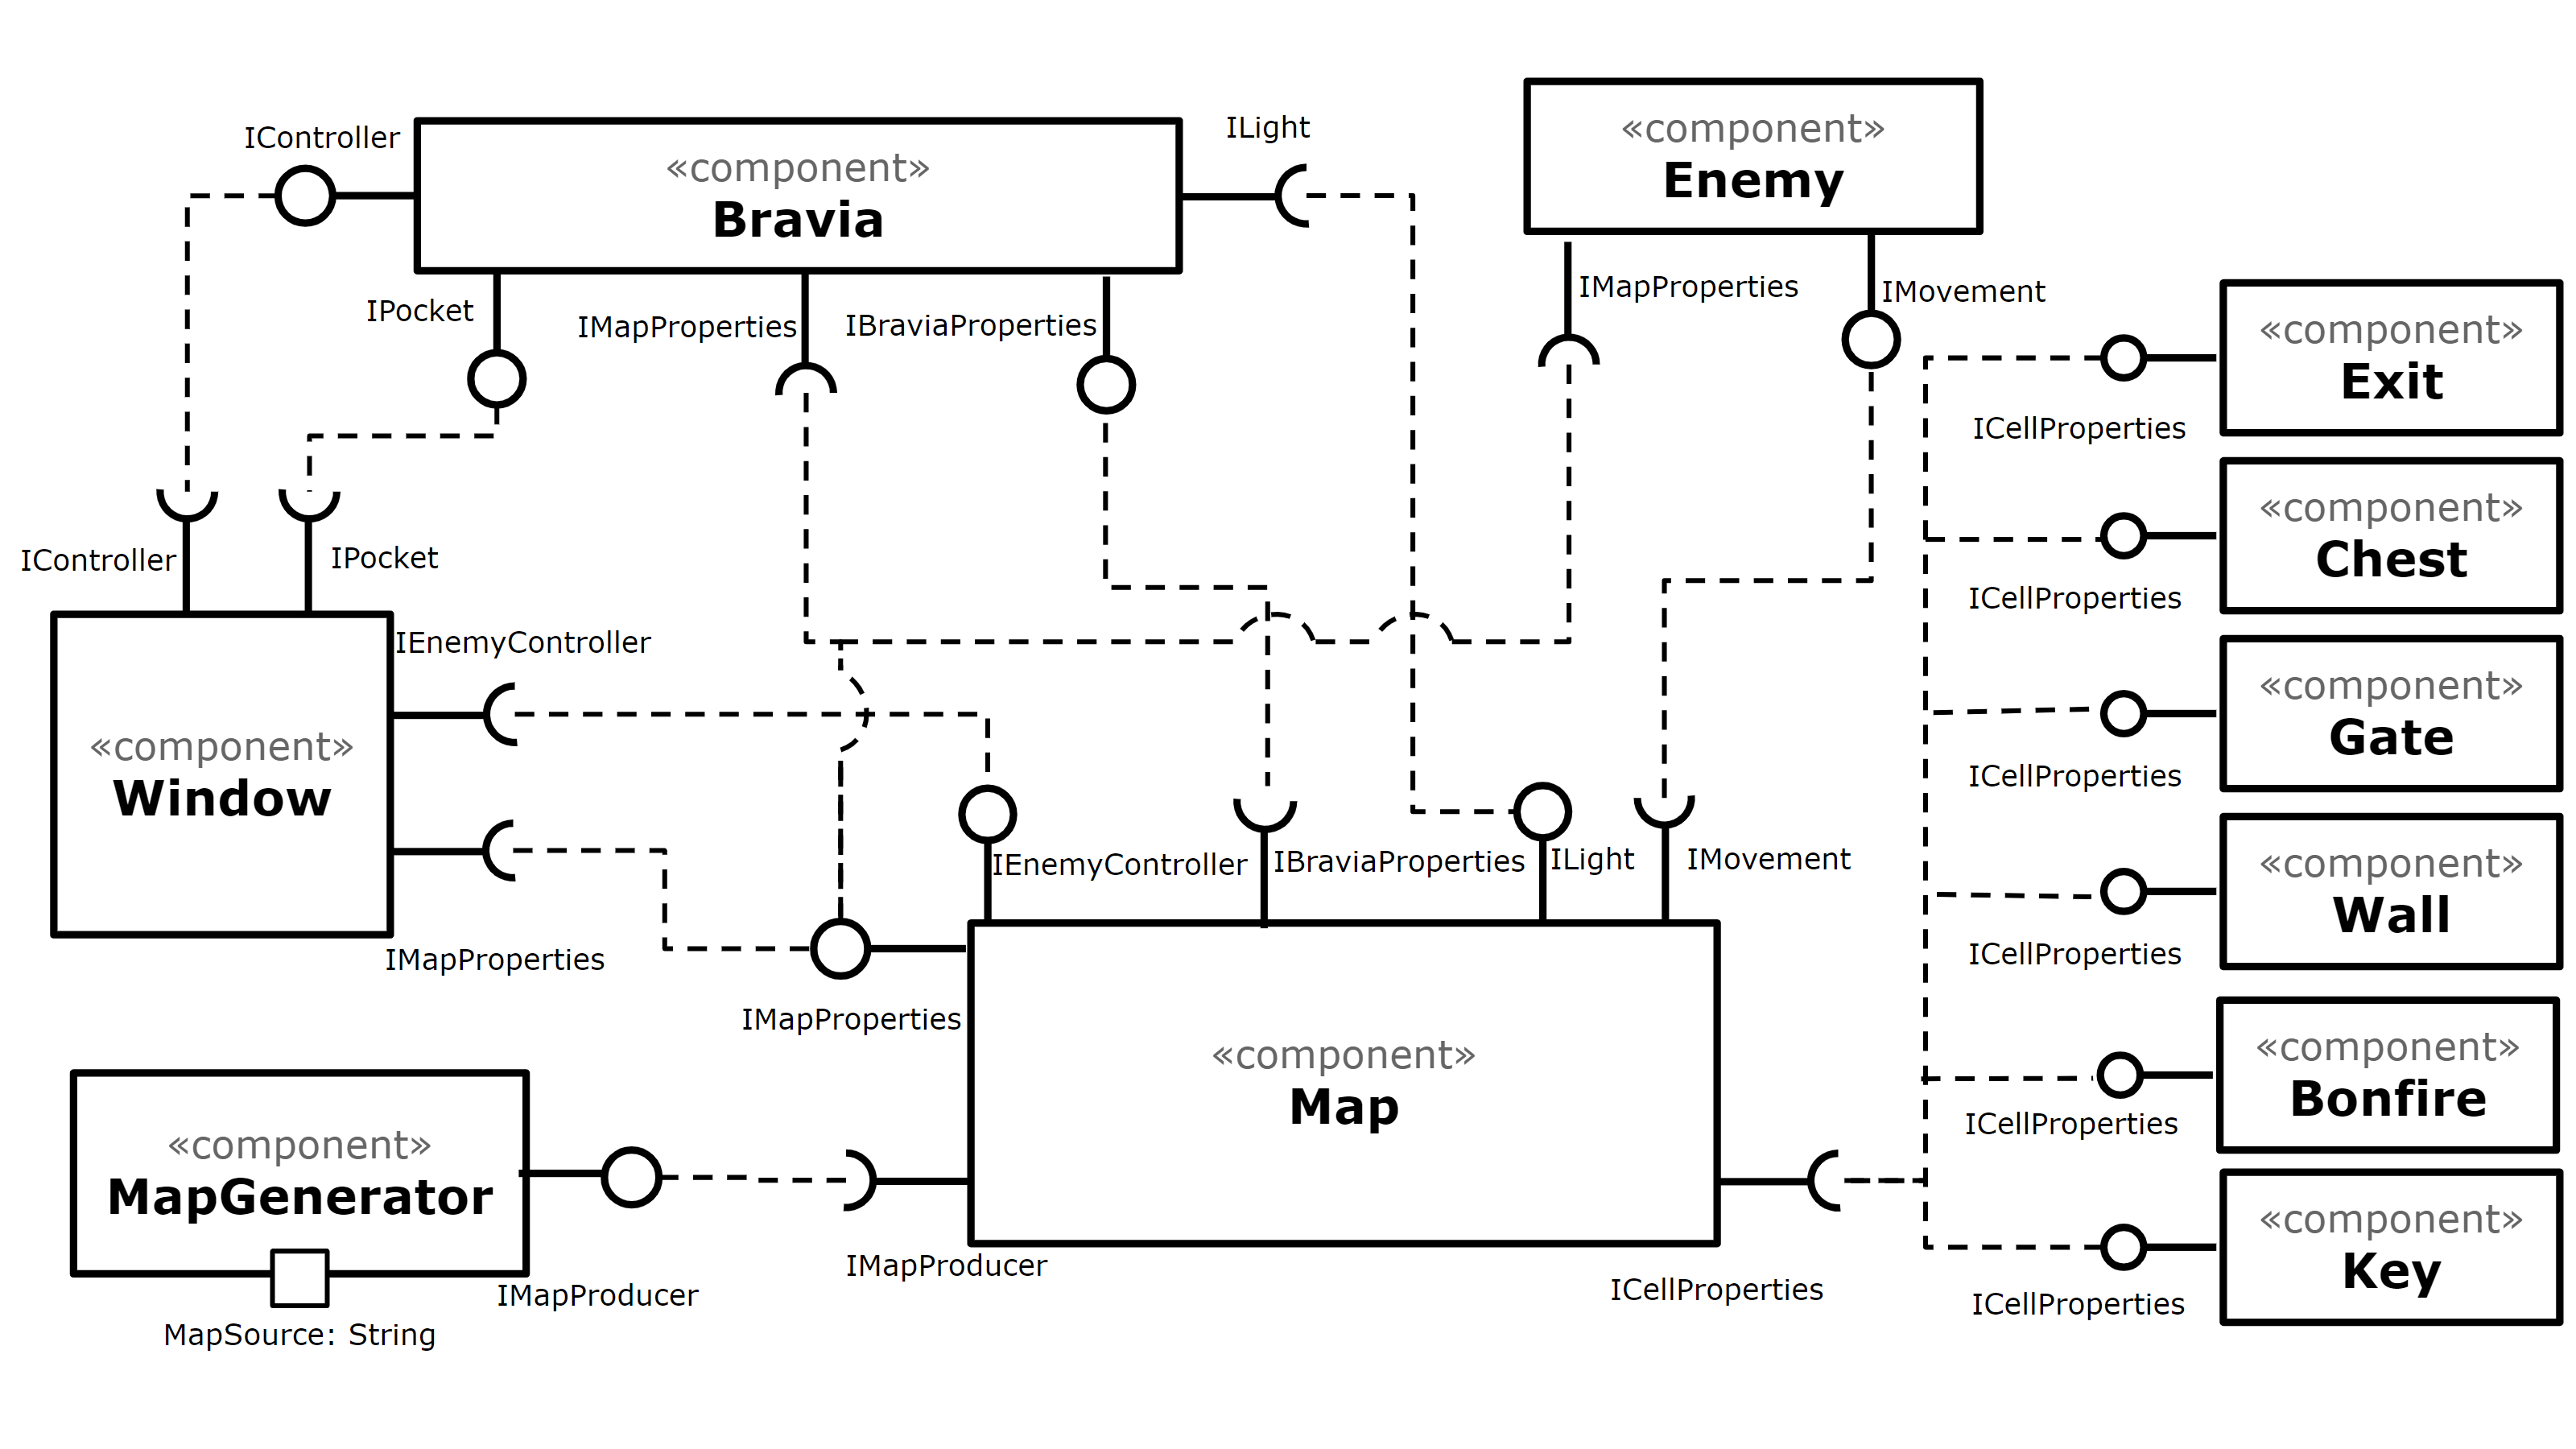 «component»
Enemy
ILight
IController
«component»
Bravia
IMapProperties
IMovement
IPocket
IMapProperties
IBraviaProperties
«component»
Exit
ICellProperties
«component»
Chest
ICellProperties
IController
IPocket
IEnemyController
«component»
Gate
ICellProperties
«component»
Window
IMapProperties
IEnemyController
IBraviaProperties
ILight
IMovement
«component»
Wall
ICellProperties
IMapProperties
«component»
Map
«component»
Bonfire
ICellProperties
«component»
MapGenerator
MapSource: String
IMapProducer
IMapProducer
ICellProperties
«component»
Key
ICellProperties